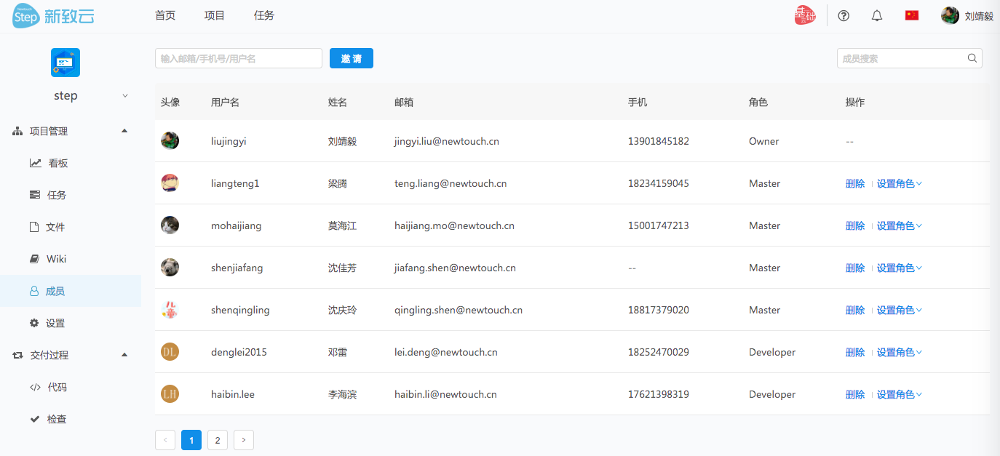 Newtouch
Step 新致云 首页 项目 任务 基础云 刘靖毅
输入邮箱/手机号/用户名 邀 请 成员搜索
step
项目管理
看板
任务
文件
Wiki
成员
设置
交付过程
代码
检查
头像 用户名 姓名 邮箱 手机 角色 操作
liujingyi 刘靖毅 jingyi.liu@newtouch.cn 13901845182 Owner --
liangteng1 梁腾 teng.liang@newtouch.cn 18234159045 Master 删除 设置角色
mohaijiang 莫海江 haijiang.mo@newtouch.cn 15001747213 Master 删除 设置角色
shenjiafang 沈佳芳 jiafang.shen@newtouch.cn -- Master 删除 设置角色
儿童 shenqingling 沈庆玲 qingling.shen@newtouch.cn 18817379020 Master 删除 设置角色
DL denglei2015 邓雷 lei.deng@newtouch.cn 18252470029 Developer 删除 设置角色
LH haibin.lee 李海滨 haibin.li@newtouch.cn 17621398319 Developer 删除 设置角色
< 1 2 >